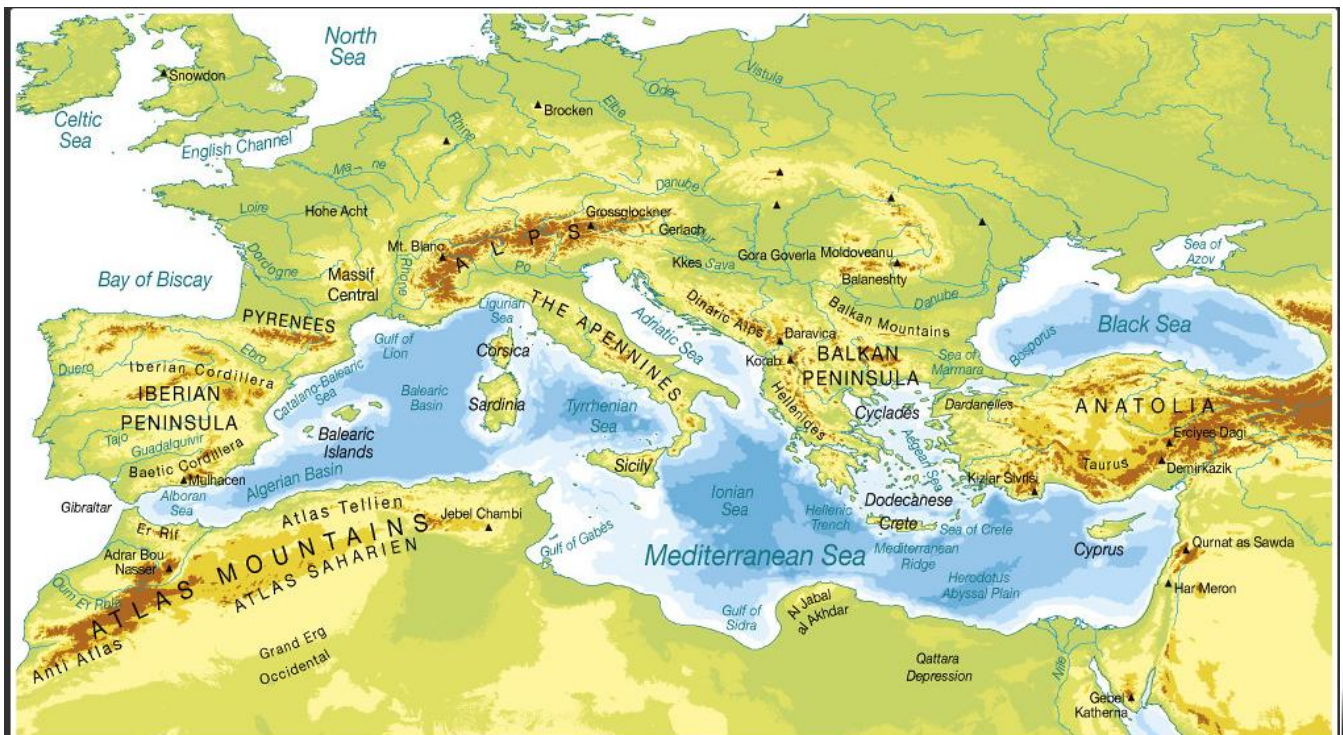 North
Sea
Snowdon
Celtic
Sea
English Channel
Brocken
Vistula
Oder
Elbe
Rhine
Ma-ne
Loire
Hohe Acht
Danube
Grossglockner
Gerlach
Mur
Mt. Blanc
ALPS
Dordogne
Massif
Central
Rhone
Po
Kkes
Sava
Gora Goverla
Moldoveanu
Balaneshty
Danube
Sea of
Azov
Bay of Biscay
PYRENEES
Gulf of
Lion
Ligurian
Sea
THE APENNINES
Adriatic Sea
Dinaric Alps
Daravica
Korab
Balkan Mountains
BALKAN
PENINSULA
Black Sea
Bosporus
Sea of
Marmara
Duero
Ebro
Iberian Cordillera
IBERIAN
PENINSULA
Catalano-Balearic
Sea
Balearic
Basin
Corsica
Sardinia
Tyrrhenian
Sea
Hellenides
Cyclades
Aegean Sea
Dardanelles
ANATOLIA
Erciyes Dagi
Demirkazik
Taurus
Kizlar Sivrisi
Tajo
Guadalquivir
Baetic Cordillera
Mulhacen
Balearic
Islands
Algerian Basin
Alboran
Sea
Gibraltar
Sicily
Ionian
Sea
Hellenic
Trench
Dodecanese
Crete
Sea of Crete
Cyprus
Er Rif
Atlas Tellien
Jebel Chambi
Adrar Bou
Nasser
Oum Er Rbia
ATLAS MOUNTAINS
ATLAS SAHARIEN
Anti Atlas
Gulf of Gabès
Mediterranean Sea
Mediterranean
Ridge
Herodotus
Abyssal Plain
Qurnat as Sawda
Har Meron
Gulf of
Sidra
Al Jabal
al Akhdar
Grand Erg
Occidental
Qattara
Depression
Nile
Gebel
Katherna